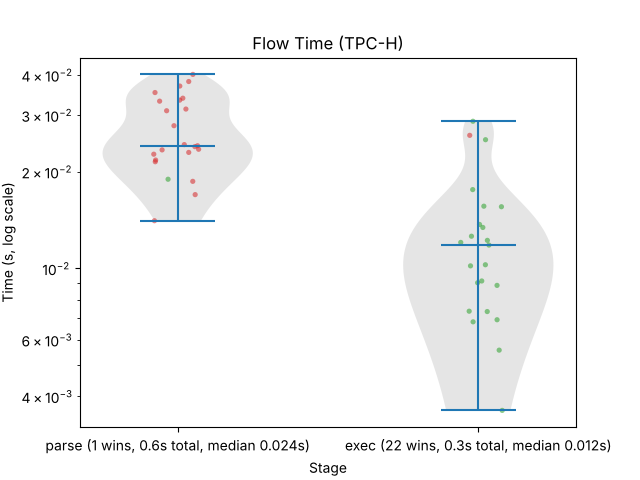 Flow Time (TPC-H)
Time (s, log scale)
4 × 10⁻²
3 × 10⁻²
2 × 10⁻²
10⁻²
6 × 10⁻³
4 × 10⁻³
parse (1 wins, 0.6s total, median 0.024s)
exec (22 wins, 0.3s total, median 0.012s)
Stage